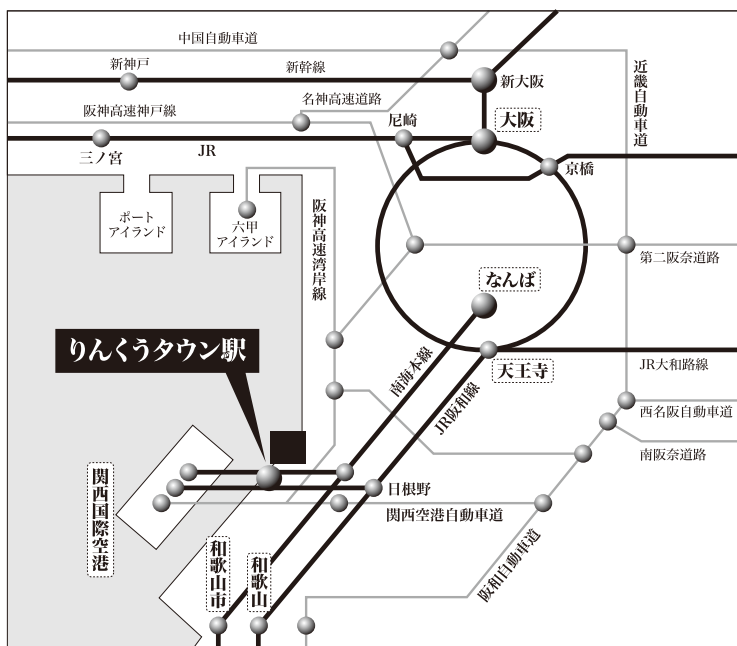 中国自動車道
新神戸
新幹線
新大阪
近畿自動車道
阪神高速神戸線
名神高速道路
尼崎
大阪
三ノ宮
JR
京橋
ポート
アイランド
六甲
アイランド
阪神高速湾岸線
第二阪奈道路
なんば
りんくうタウン駅
南海本線
JR阪和線
天王寺
JR大和路線
西名阪自動車道
南阪奈道路
関西国際空港
日根野
関西空港自動車道
阪和自動車道
和歌山市
和歌山